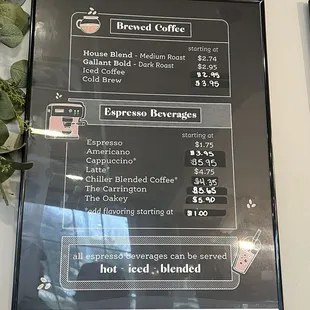 Brewed Coffee
starting at
House Blend - Medium Roast $2.74
Gallant Bold - Dark Roast $2.95
Iced Coffee $2.95
Cold Brew $3.95
Espresso Beverages
starting at
Espresso $1.75
Americano $3.95
Cappuccino* $5.95
Latte* $4.75
Chiller Blended Coffee* $4.35
The Carrington $5.65
The Oakey $5.90
*add flavoring starting at $1.00
all espresso beverages can be served
hot - iced - blended